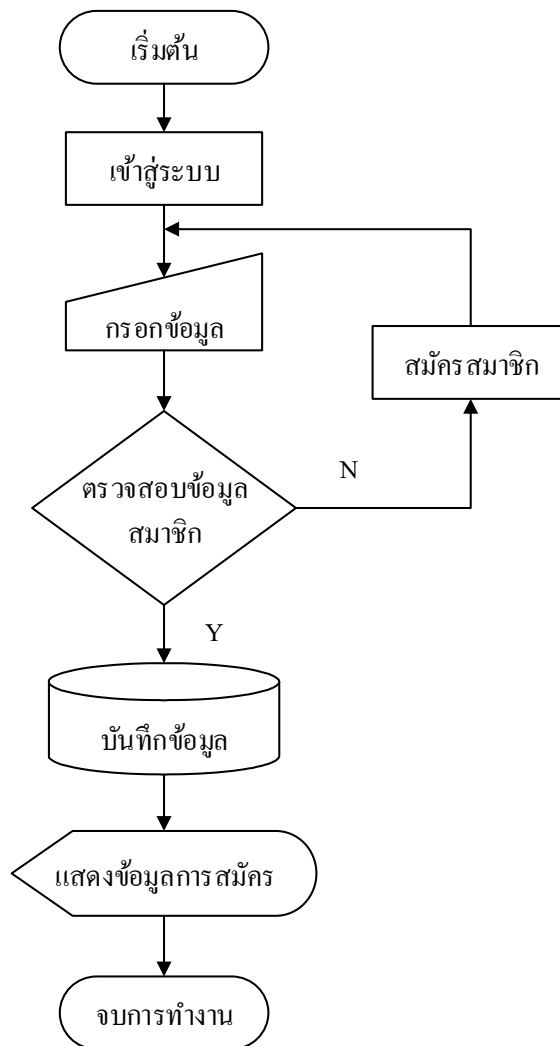 เริ่มต้น
เข้าสู่ระบบ
กรอกข้อมูล
สมัครสมาชิก
ตรวจสอบข้อมูล
สมาชิก
N
Y
บันทึกข้อมูล
แสดงข้อมูลการสมัคร
จบการทำงาน